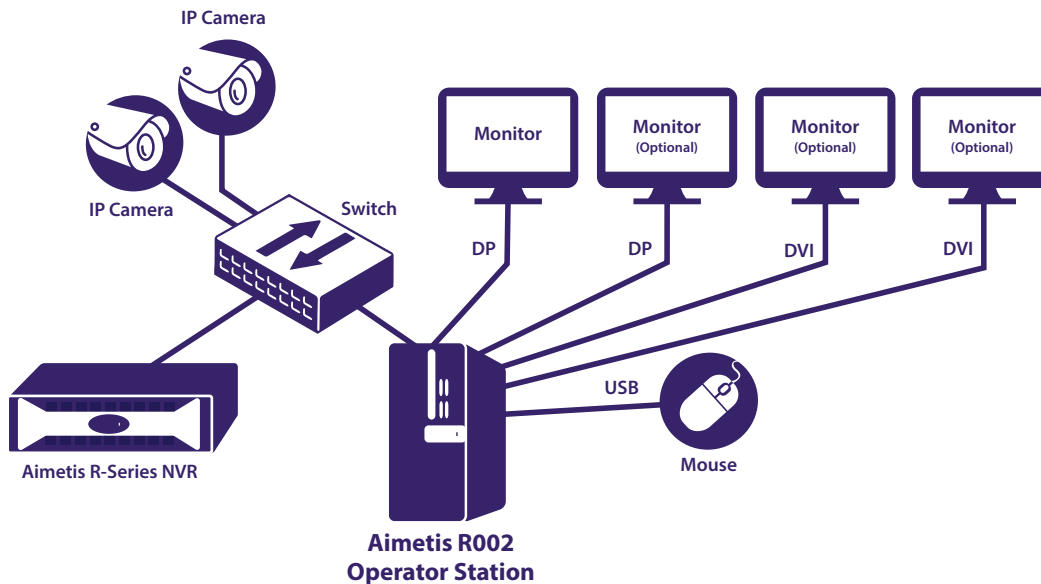 IP Camera
IP Camera
Switch
Monitor
Monitor
(Optional)
Monitor
(Optional)
Monitor
(Optional)
DP
DP
DVI
DVI
USB
Mouse
Aimetis R-Series NVR
Aimetis R002
Operator Station